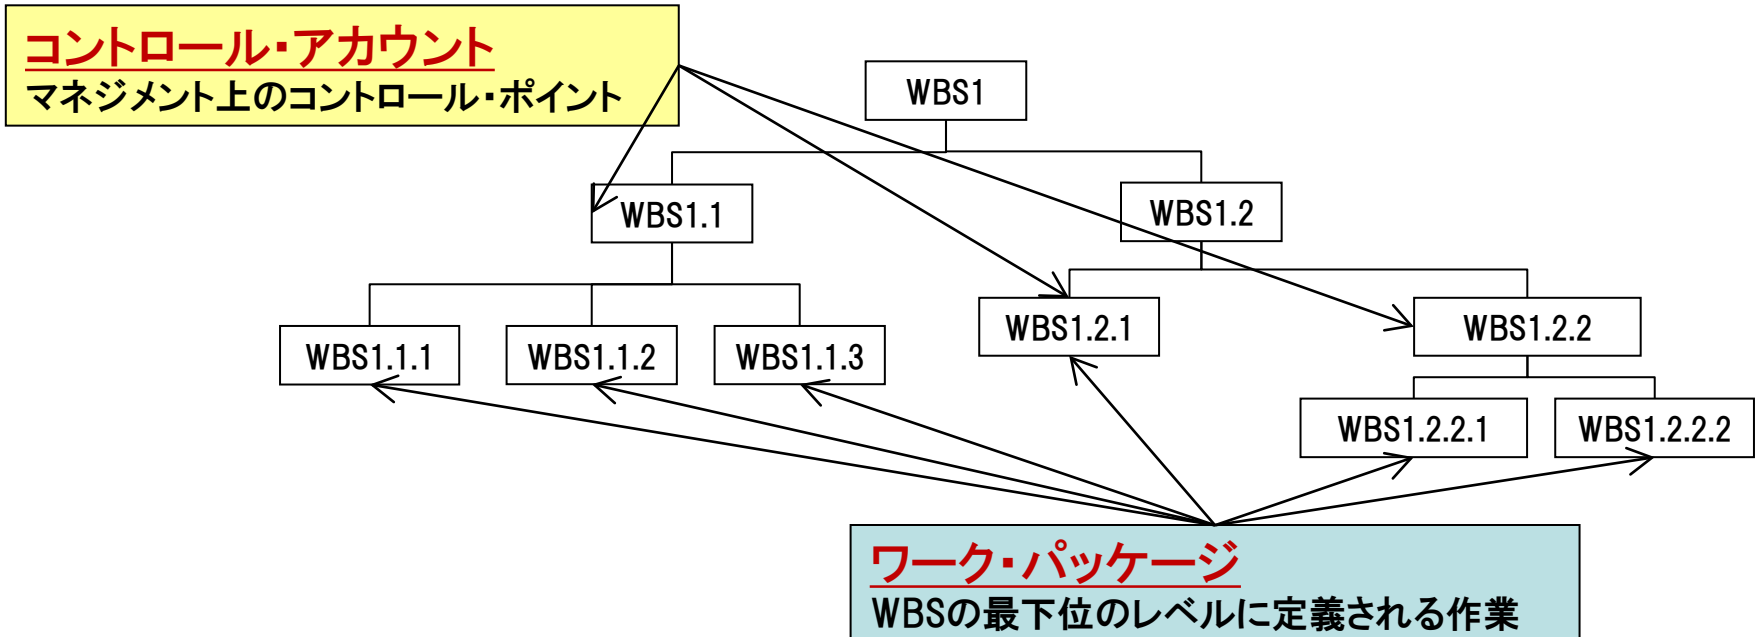 コントロール・アカウント
マネジメント上のコントロール・ポイント
WBS1
WBS1.1
WBS1.2
WBS1.1.1
WBS1.1.2
WBS1.1.3
WBS1.2.1
WBS1.2.2
WBS1.2.2.1
WBS1.2.2.2
ワーク・パッケージ
WBSの最下位のレベルに定義される作業